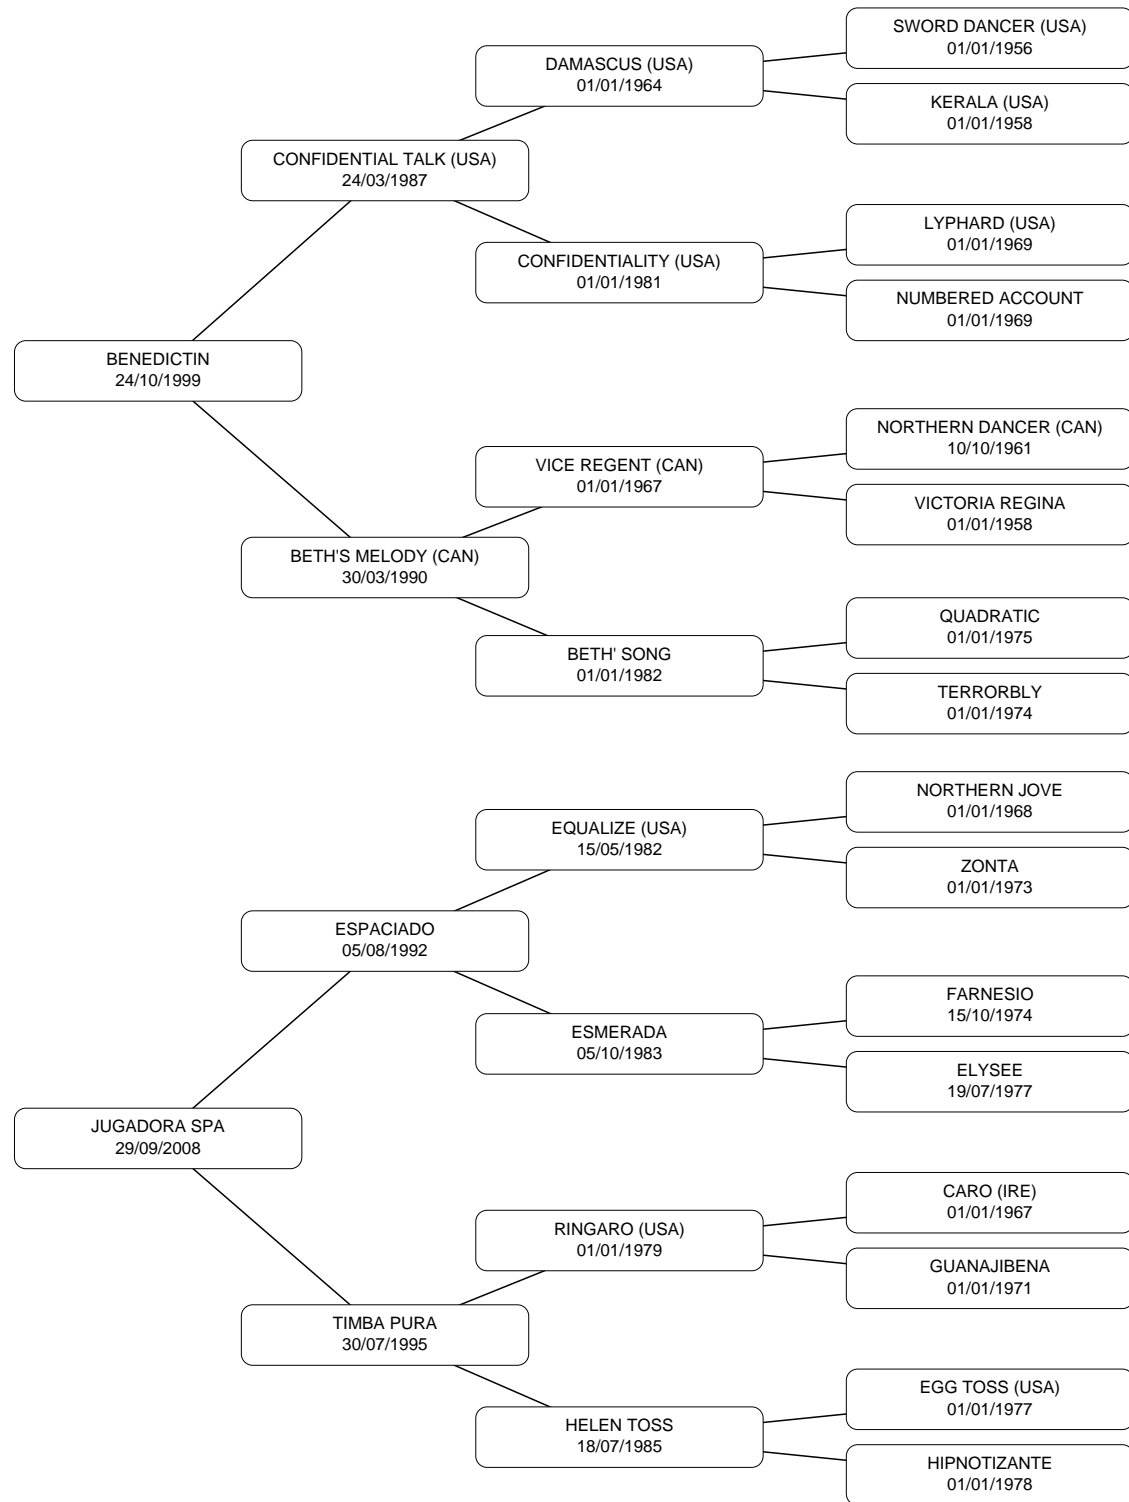 SWORD DANCER (USA)
01/01/1956
DAMASCUS (USA)
01/01/1964
KERALA (USA)
01/01/1958
CONFIDENTIAL TALK (USA)
24/03/1987
LYPHARD (USA)
01/01/1969
CONFIDENTIALITY (USA)
01/01/1981
NUMBERED ACCOUNT
01/01/1969
BENEDICTIN
24/10/1999
NORTHERN DANCER (CAN)
10/10/1961
VICE REGENT (CAN)
01/01/1967
VICTORIA REGINA
01/01/1958
BETH'S MELODY (CAN)
30/03/1990
QUADRATIC
01/01/1975
BETH' SONG
01/01/1982
TERRORBLY
01/01/1974
NORTHERN JOVE
01/01/1968
EQUALIZE (USA)
15/05/1982
ZONTA
01/01/1973
ESPACIADO
05/08/1992
FARNESIO
15/10/1974
ESMERADA
05/10/1983
ELYSEE
19/07/1977
JUGADORA SPA
29/09/2008
CARO (IRE)
01/01/1967
RINGARO (USA)
01/01/1979
GUANAJIBENA
01/01/1971
TIMBA PURA
30/07/1995
EGG TOSS (USA)
01/01/1977
HELEN TOSS
18/07/1985
HIPNOTIZANTE
01/01/1978